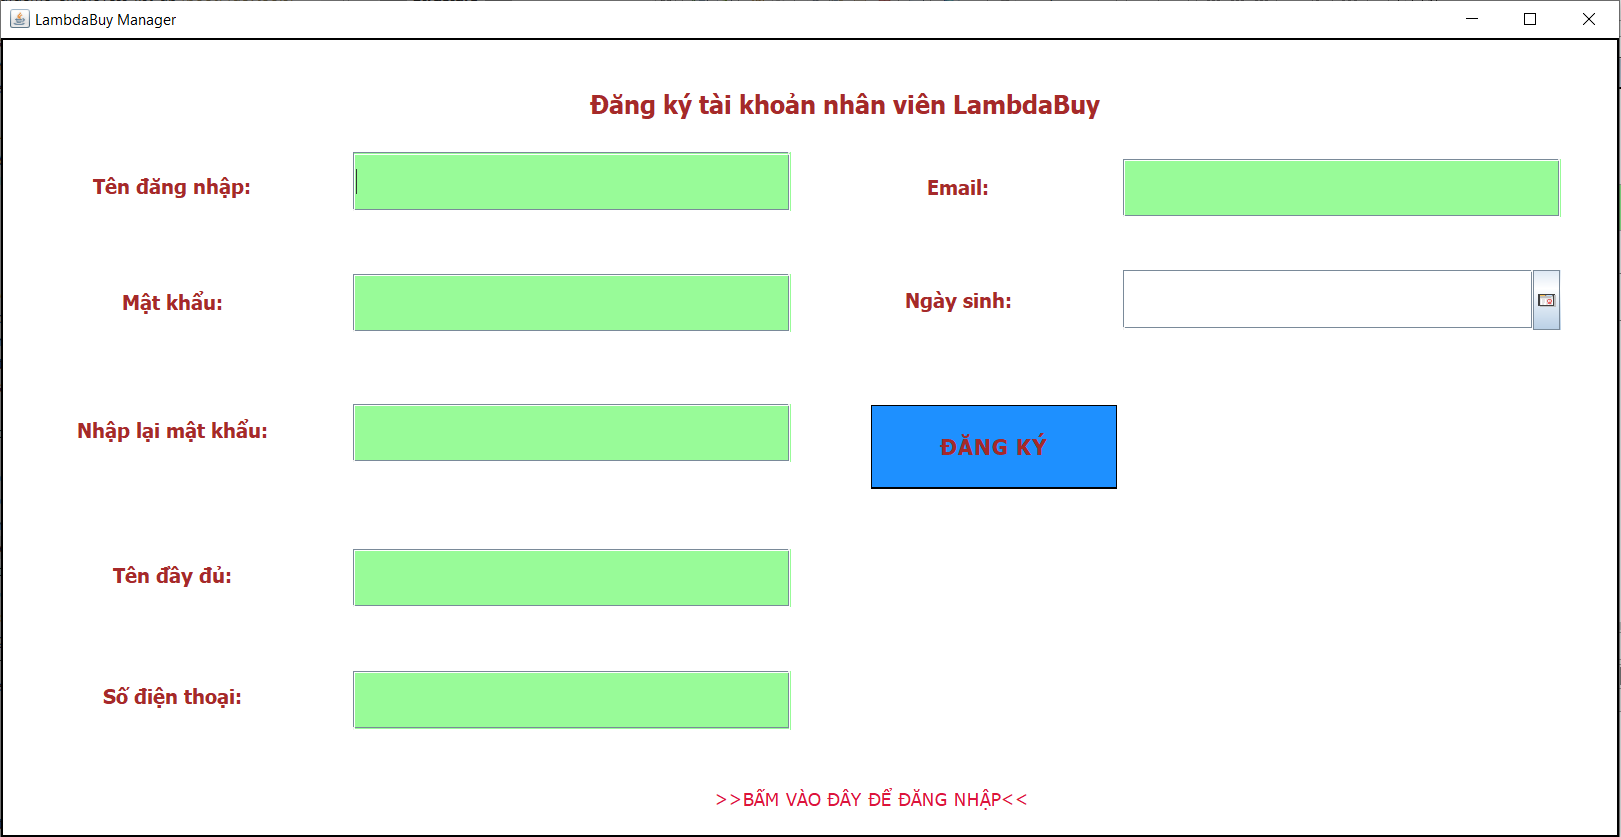 LambdaBuy Manager
Đăng ký tài khoản nhân viên LambdaBuy
Tên đăng nhập:
Email:
Mật khẩu:
Ngày sinh:
Nhập lại mật khẩu:
ĐĂNG KÝ
Tên đầy đủ:
Số điện thoại:
>>BẤM VÀO ĐÂY ĐỂ ĐĂNG NHẬP<<